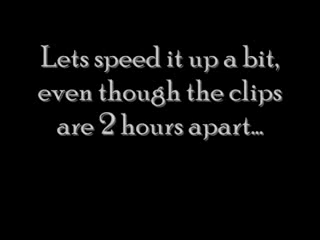 Lets speed it up a bit,
even though the clips
are 2 hours apart...